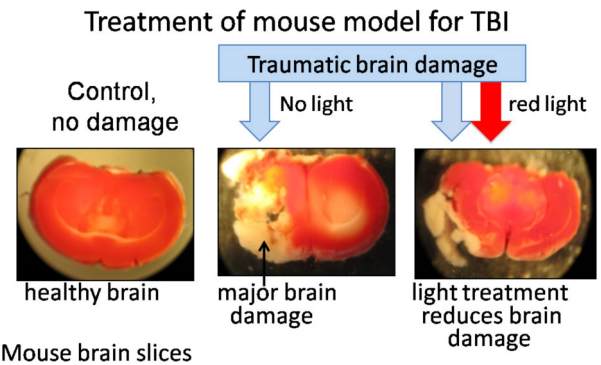 Treatment of mouse model for TBI
Traumatic brain damage
Control,
no damage
No light
red light
healthy brain
major brain
damage
light treatment
reduces brain
damage
Mouse brain slices